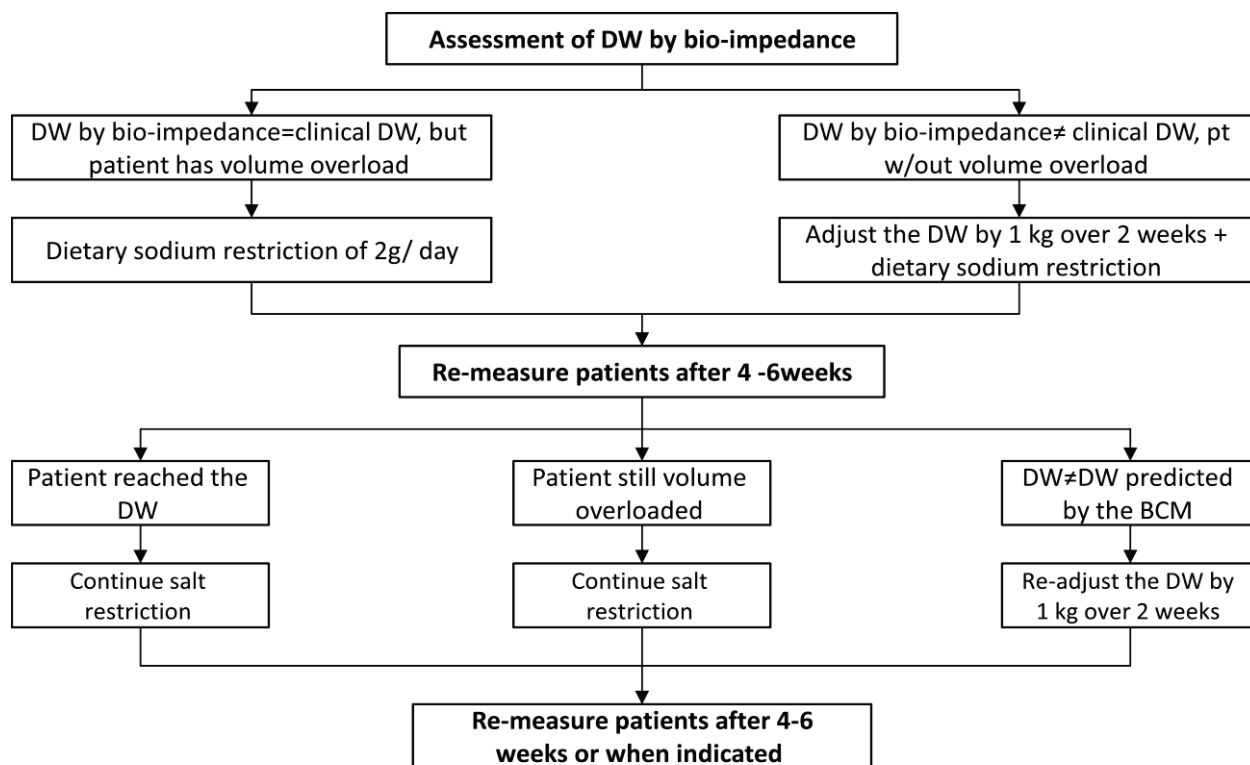 Assessment of DW by bio-impedance
DW by bio-impedance=clinical DW, but
patient has volume overload
DW by bio-impedance≠ clinical DW, pt
w/out volume overload
Dietary sodium restriction of 2g/ day
Adjust the DW by 1 kg over 2 weeks +
dietary sodium restriction
Re-measure patients after 4 -6weeks
Patient reached the
DW
Patient still volume
overloaded
DW≠DW predicted
by the BCM
Continue salt
restriction
Continue salt
restriction
Re-adjust the DW by
1 kg over 2 weeks
Re-measure patients after 4-6
weeks or when indicated